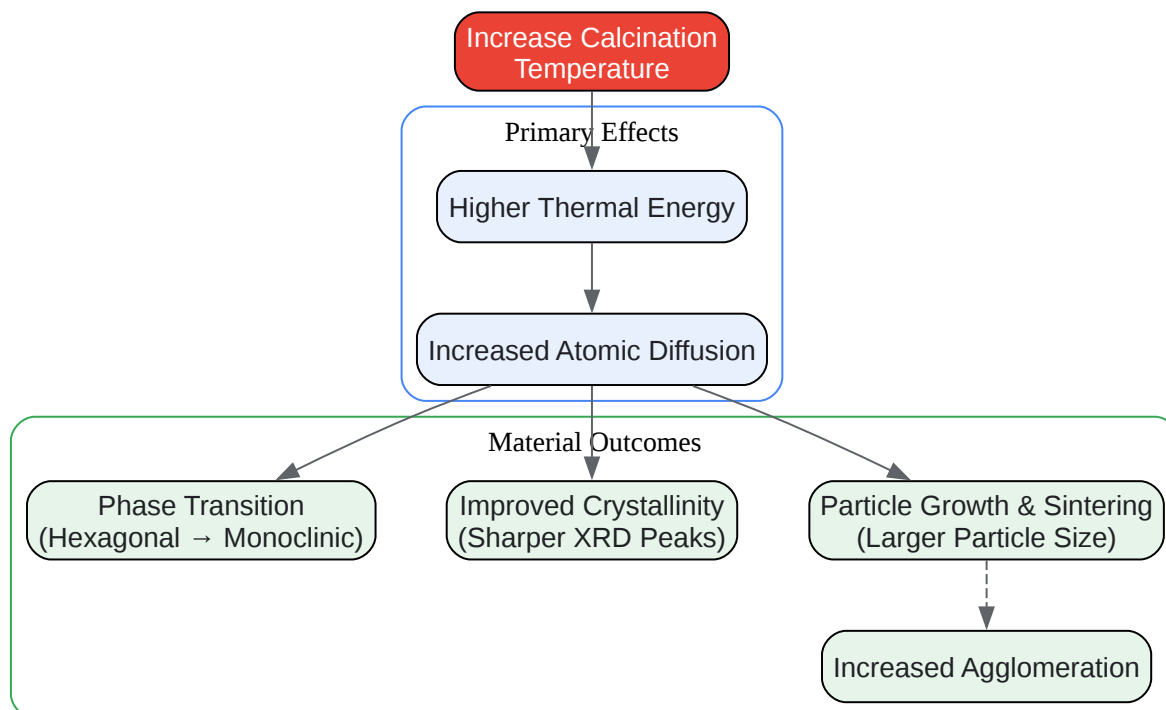 Increase Calcination
Temperature
Primary Effects
Higher Thermal Energy
Increased Atomic Diffusion
Material Outcomes
Phase Transition
(Hexagonal → Monoclinic)
Improved Crystallinity
(Sharper XRD Peaks)
Particle Growth & Sintering
(Larger Particle Size)
Increased Agglomeration